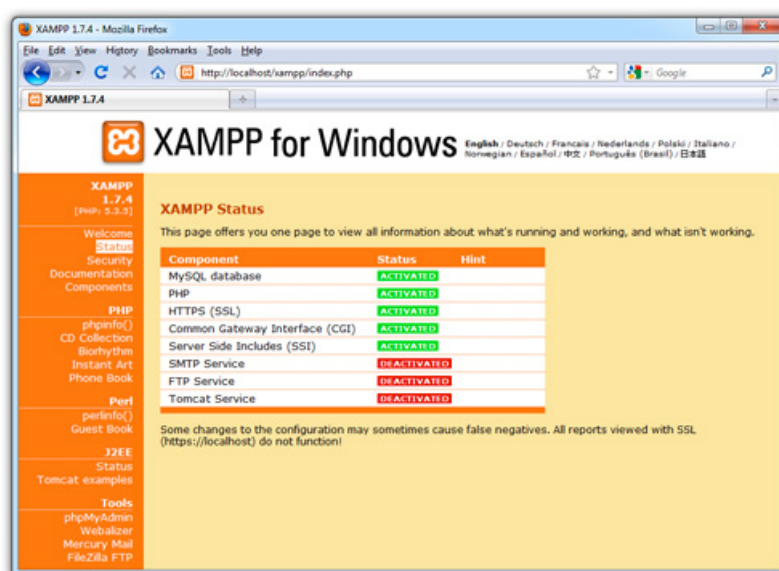 XAMPP 1.7.4 - Mozilla Firefox
File Edit View History Bookmarks Tools Help
http://localhost/xampp/index.php
Google
XAMPP 1.7.4
XAMPP for Windows
English / Deutsch / Francais / Nederlands / Polski / Italiano /
Norwegian / Español / 中文 / Português (Brasil) / 日本語
XAMPP
1.7.4
[PHP: 5.3.5]
Welcome
Status
Security
Documentation
Components
PHP
phpinfo()
CD Collection
Biorhythm
Instant Art
Phone Book
Perl
perlinfo()
Guest Book
J2EE
Status
Tomcat examples
Tools
phpMyAdmin
Webalizer
Mercury Mail
FileZilla FTP
XAMPP Status
This page offers you one page to view all information about what's running and working, and what isn't working.
Component Status Hint
MySQL database ACTIVATED
PHP ACTIVATED
HTTPS (SSL) ACTIVATED
Common Gateway Interface (CGI) ACTIVATED
Server Side Includes (SSI) ACTIVATED
SMTP Service DEACTIVATED
FTP Service DEACTIVATED
Tomcat Service DEACTIVATED
Some changes to the configuration may sometimes cause false negatives. All reports viewed with SSL
(https://localhost) do not function!